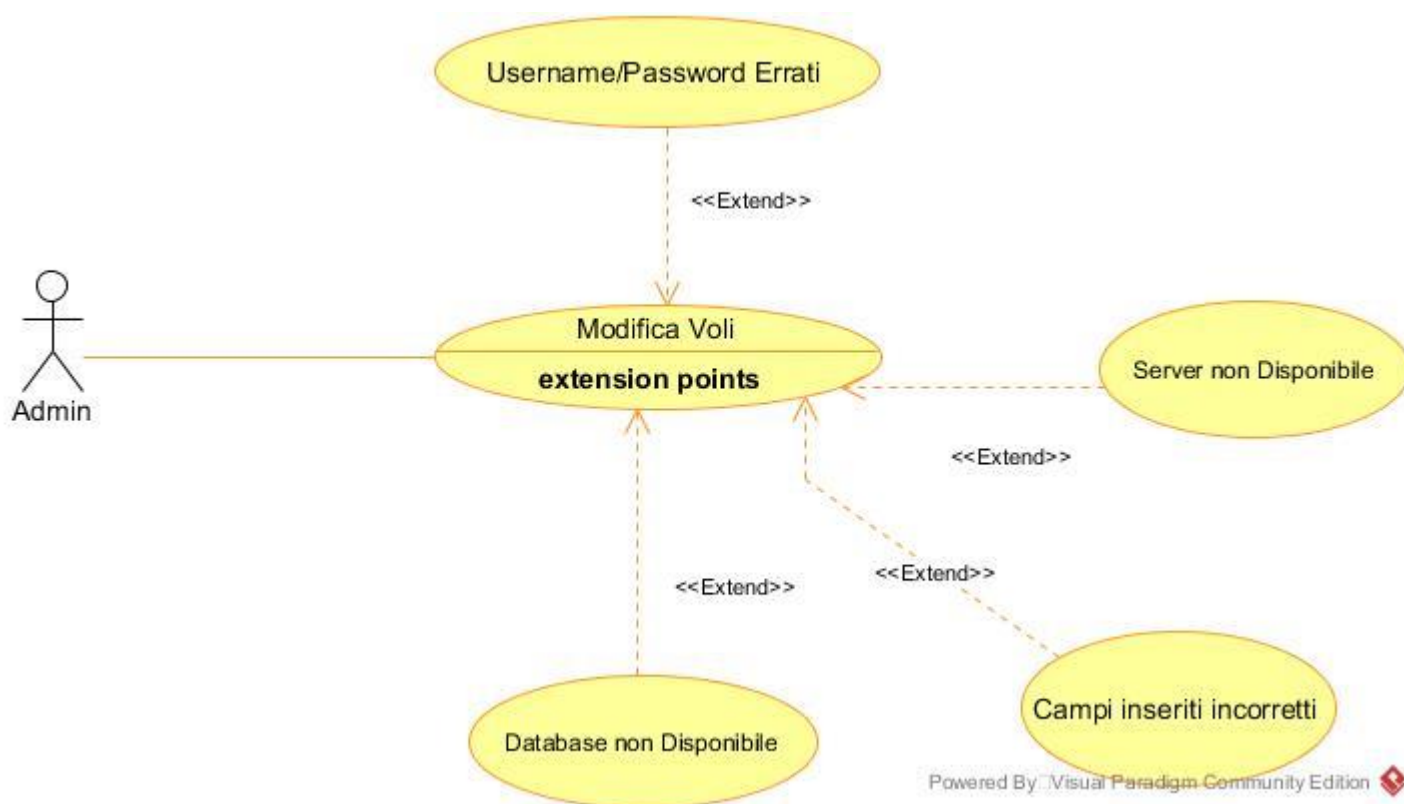 Username/Password Errati
<<Extend>>
Modifica Voli
extension points
Admin
Server non Disponibile
<<Extend>>
<<Extend>>
<<Extend>>
Campi inseriti incorretti
Database non Disponibile
Powered By Visual Paradigm Community Edition